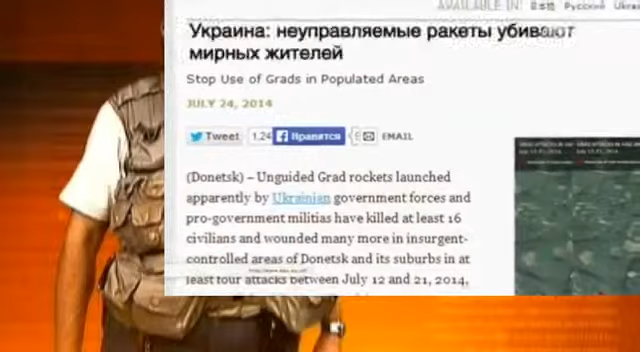 AVAILABLE IN: Русский
Украина: неуправляемые ракеты убивают
мирных жителей
Stop Use of Grads in Populated Areas
JULY 24, 2014
Tweet 1,24 Нравится EMAIL
(Donetsk) – Unguided Grad rockets launched
apparently by Ukrainian government forces and
pro-government militias have killed at least 16
civilians and wounded many more in insurgent-
controlled areas of Donetsk and its suburbs in at
least four attacks between July 12 and 21, 2014,